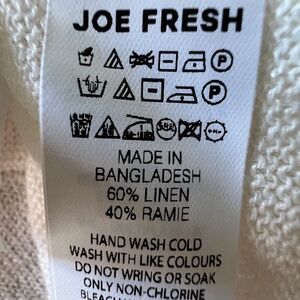 JOE FRESH
MADE IN
BANGLADESH
60% LINEN
40% RAMIE
HAND WASH COLD
WASH WITH LIKE COLOURS
DO NOT WRING OR SOAK
ONLY NON-CHLORINE